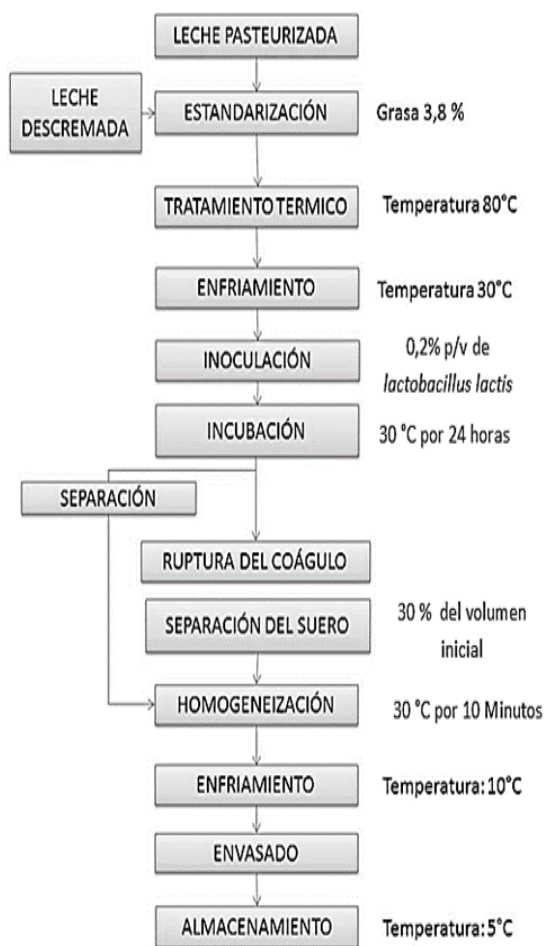 LECHE PASTEURIZADA
LECHE
DESCREMADA
ESTANDARIZACIÓN
Grasa 3,8 %
TRATAMIENTO TERMICO
Temperatura 80°C
ENFRIAMIENTO
Temperatura 30°C
INOCULACIÓN
0,2% p/v de
lactobacillus lactis
INCUBACIÓN
30 °C por 24 horas
SEPARACIÓN
RUPTURA DEL COÁGULO
SEPARACIÓN DEL SUERO
30 % del volumen
inicial
HOMOGENEIZACIÓN
30 °C por 10 Minutos
ENFRIAMIENTO
Temperatura: 10°C
ENVASADO
ALMACENAMIENTO
Temperatura: 5°C